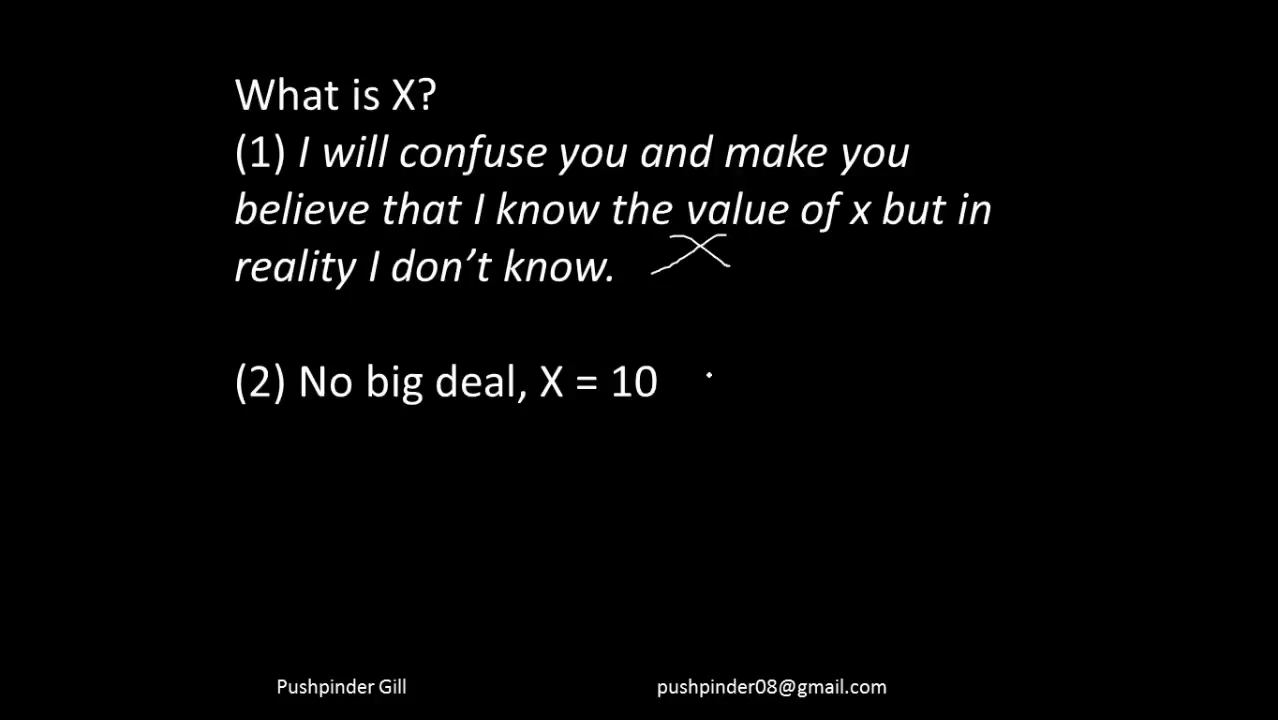 What is X?
(1) I will confuse you and make you
believe that I know the value of x but in
reality I don’t know.
(2) No big deal, X = 10
Pushpinder Gill pushpinder08@gmail.com